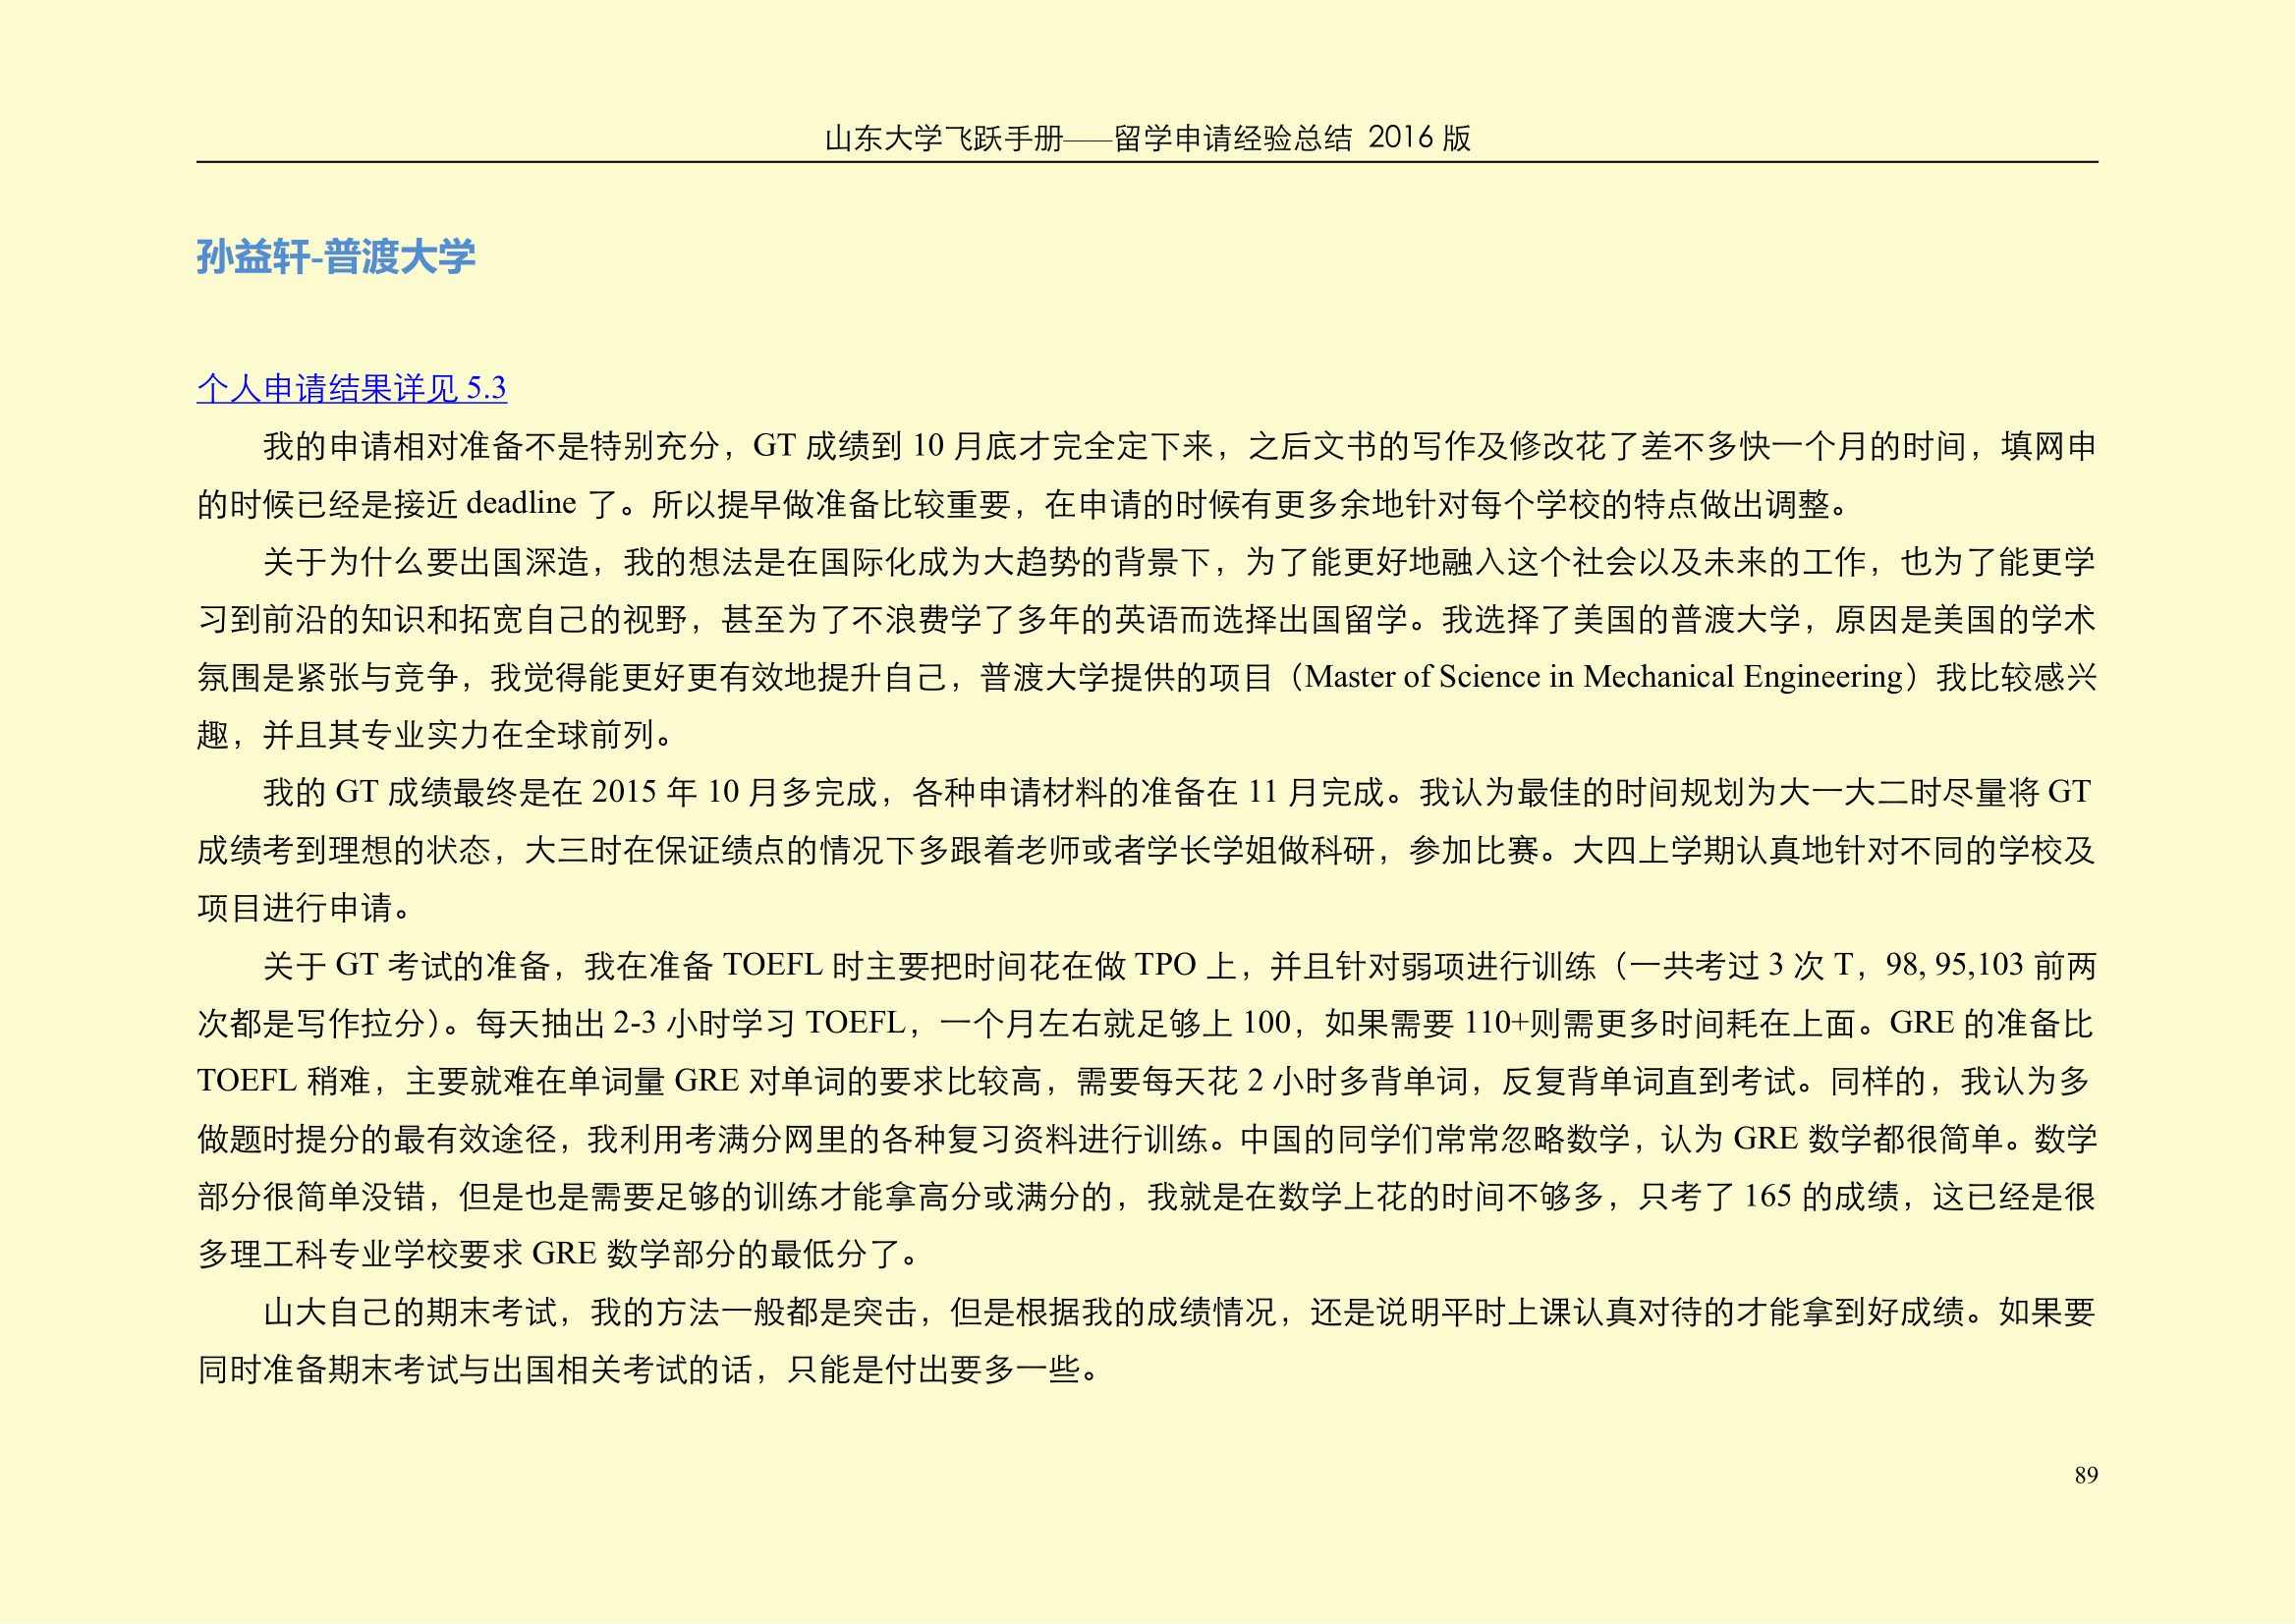 山东大学飞跃手册——留学申请经验总结 2016 版
孙益轩-普渡大学
个人申请结果详见 5.3
我的申请相对准备不是特别充分，GT 成绩到 10 月底才完全定下来，之后文书的写作及修改花了差不多快一个月的时间，填网申
的时候已经是接近 deadline 了。所以提早做准备比较重要，在申请的时候有更多余地针对每个学校的特点做出调整。
关于为什么要出国深造，我的想法是在国际化成为大趋势的背景下，为了能更好地融入这个社会以及未来的工作，也为了能更学
习到前沿的知识和拓宽自己的视野，甚至为了不浪费学了多年的英语而选择出国留学。我选择了美国的普渡大学，原因是美国的学术
氛围是紧张与竞争，我觉得能更好更有效地提升自己，普渡大学提供的项目（Master of Science in Mechanical Engineering）我比较感兴
趣，并且其专业实力在全球前列。
我的 GT 成绩最终是在 2015 年 10 月多完成，各种申请材料的准备在 11 月完成。我认为最佳的时间规划为大一大二时尽量将 GT
成绩考到理想的状态，大三时在保证绩点的情况下多跟着老师或者学长学姐做科研，参加比赛。大四上学期认真地针对不同的学校及
项目进行申请。
关于 GT 考试的准备，我在准备 TOEFL 时主要把时间花在做 TPO 上，并且针对弱项进行训练（一共考过 3 次 T，98, 95,103 前两
次都是写作拉分）。每天抽出 2-3 小时学习 TOEFL，一个月左右就足够上 100，如果需要 110+则需更多时间耗在上面。GRE 的准备比
TOEFL 稍难，主要就难在单词量 GRE 对单词的要求比较高，需要每天花 2 小时多背单词，反复背单词直到考试。同样的，我认为多
做题时提分的最有效途径，我利用考满分网里的各种复习资料进行训练。中国的同学们常常忽略数学，认为 GRE 数学都很简单。数学
部分很简单没错，但是也是需要足够的训练才能拿高分或满分的，我就是在数学上花的时间不够多，只考了 165 的成绩，这已经是很
多理工科专业学校要求 GRE 数学部分的最低分了。
山大自己的期末考试，我的方法一般都是突击，但是根据我的成绩情况，还是说明平时上课认真对待的才能拿到好成绩。如果要
同时准备期末考试与出国相关考试的话，只能是付出要多一些。
89